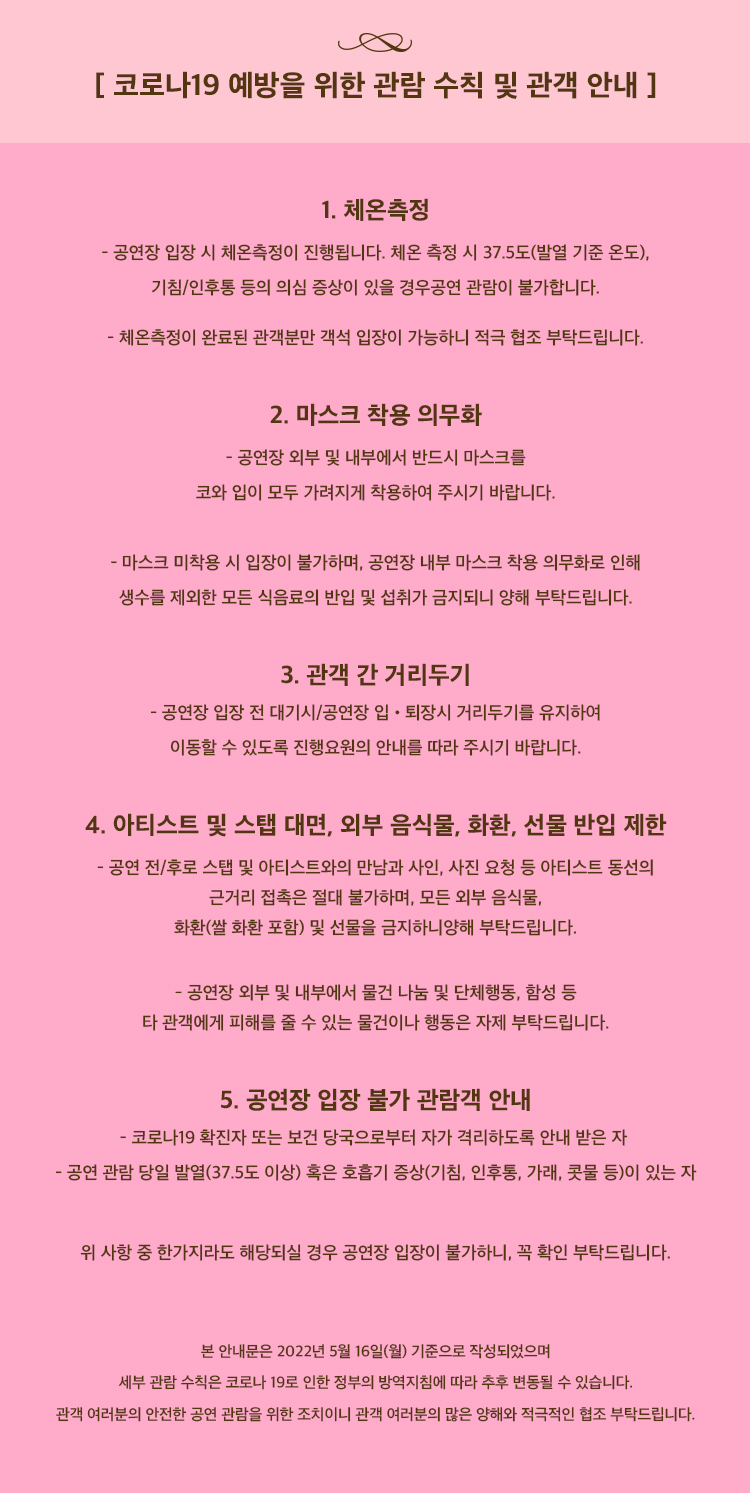 [ 코로나19 예방을 위한 관람 수칙 및 관객 안내 ]
1. 체온측정
- 공연장 입장 시 체온측정이 진행됩니다. 체온 측정 시 37.5도(발열 기준 온도),
기침/인후통 등의 의심 증상이 있을 경우공연 관람이 불가합니다.
- 체온측정이 완료된 관객분만 객석 입장이 가능하니 적극 협조 부탁드립니다.
2. 마스크 착용 의무화
- 공연장 외부 및 내부에서 반드시 마스크를
코와 입이 모두 가려지게 착용하여 주시기 바랍니다.
- 마스크 미착용 시 입장이 불가하며, 공연장 내부 마스크 착용 의무화로 인해
생수를 제외한 모든 식음료의 반입 및 섭취가 금지되니 양해 부탁드립니다.
3. 관객 간 거리두기
- 공연장 입장 전 대기시/공연장 입・퇴장시 거리두기를 유지하여
이동할 수 있도록 진행요원의 안내를 따라 주시기 바랍니다.
4. 아티스트 및 스탭 대면, 외부 음식물, 화환, 선물 반입 제한
- 공연 전/후로 스탭 및 아티스트와의 만남과 사인, 사진 요청 등 아티스트 동선의
근거리 접촉은 절대 불가하며, 모든 외부 음식물,
화환(쌀 화환 포함) 및 선물을 금지하니양해 부탁드립니다.
- 공연장 외부 및 내부에서 물건 나눔 및 단체행동, 함성 등
타 관객에게 피해를 줄 수 있는 물건이나 행동은 자제 부탁드립니다.
5. 공연장 입장 불가 관람객 안내
- 코로나19 확진자 또는 보건 당국으로부터 자가 격리하도록 안내 받은 자
- 공연 관람 당일 발열(37.5도 이상) 혹은 호흡기 증상(기침, 인후통, 가래, 콧물 등)이 있는 자
위 사항 중 한가지라도 해당되실 경우 공연장 입장이 불가하니, 꼭 확인 부탁드립니다.
본 안내문은 2022년 5월 16일(월) 기준으로 작성되었으며
세부 관람 수칙은 코로나 19로 인한 정부의 방역지침에 따라 추후 변동될 수 있습니다.
관객 여러분의 안전한 공연 관람을 위한 조치이니 관객 여러분의 많은 양해와 적극적인 협조 부탁드립니다.